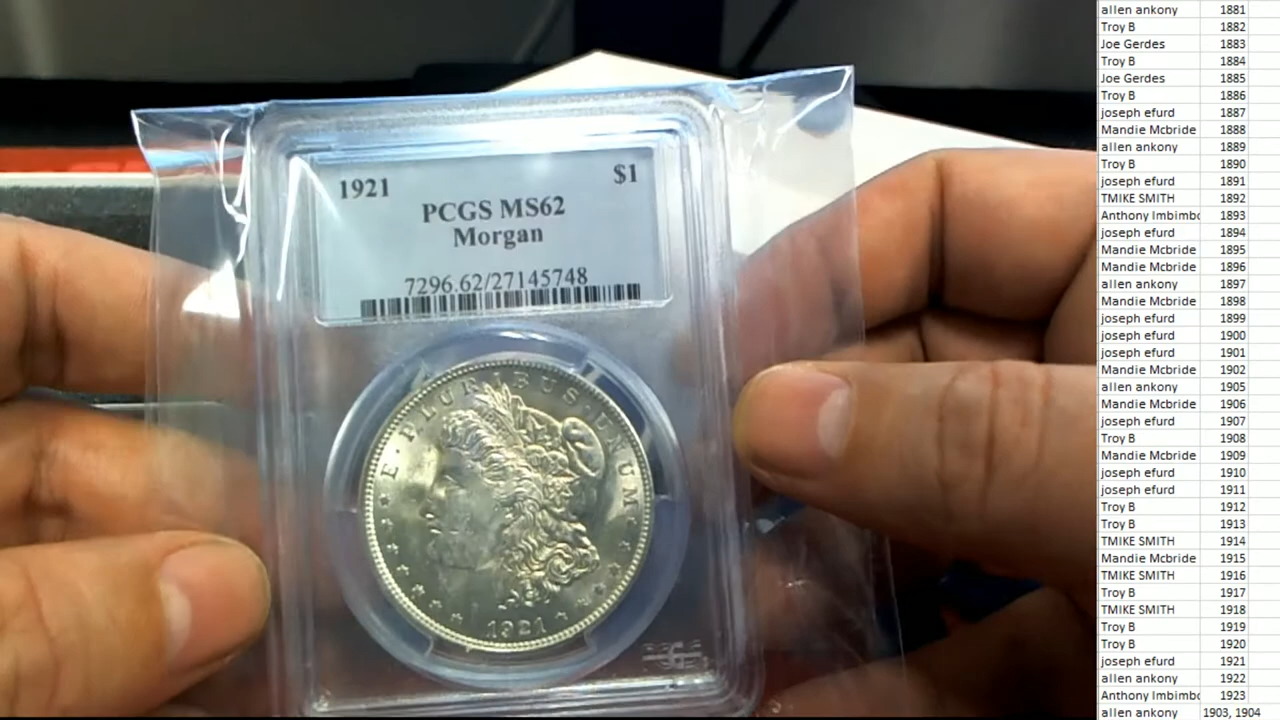 1921 $1
PCGS MS62
Morgan
7296.62/27145748
E·PLURIBUS·UNUM
1921
allen ankony 1881
Troy B 1882
Joe Gerdes 1883
Troy B 1884
Joe Gerdes 1885
Troy B 1886
joseph efurd 1887
Mandie Mcbride 1888
allen ankony 1889
Troy B 1890
joseph efurd 1891
TMIKE SMITH 1892
Anthony Imbimbo 1893
joseph efurd 1894
Mandie Mcbride 1895
Mandie Mcbride 1896
allen ankony 1897
Mandie Mcbride 1898
joseph efurd 1899
joseph efurd 1900
joseph efurd 1901
Mandie Mcbride 1902
allen ankony 1905
Mandie Mcbride 1906
joseph efurd 1907
Troy B 1908
Mandie Mcbride 1909
joseph efurd 1910
joseph efurd 1911
Troy B 1912
Troy B 1913
TMIKE SMITH 1914
Mandie Mcbride 1915
TMIKE SMITH 1916
Troy B 1917
TMIKE SMITH 1918
Troy B 1919
Troy B 1920
joseph efurd 1921
allen ankony 1922
Anthony Imbimbo 1923
allen ankony 1903, 1904